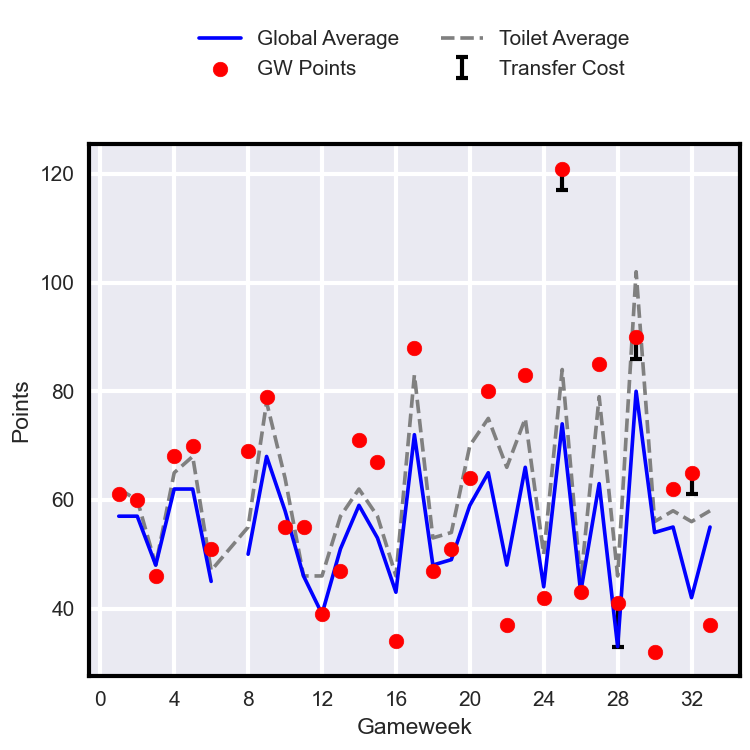 Global Average
Toilet Average
GW Points
Transfer Cost
120
100
80
60
40
Points
0 4 8 12 16 20 24 28 32
Gameweek